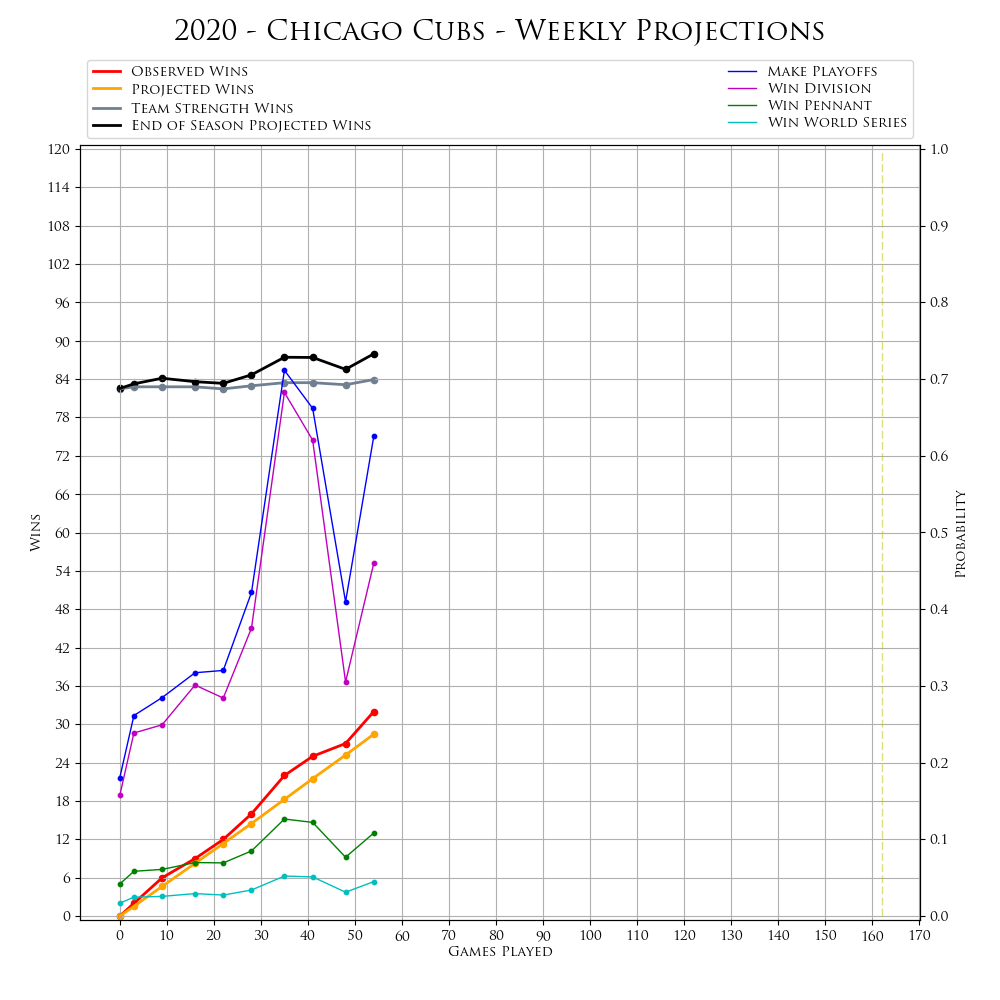 2020 - Chicago Cubs - Weekly Projections
Observed Wins
Projected Wins
Team Strength Wins
End of Season Projected Wins
Make Playoffs
Win Division
Win Pennant
Win World Series
120
114
108
102
96
90
84
78
72
66
60
54
48
42
36
30
24
18
12
6
0
Wins
1.0
0.9
0.8
0.7
0.6
0.5
0.4
0.3
0.2
0.1
0.0
Probability
0 10 20 30 40 50 60 70 80 90 100 110 120 130 140 150 160 170
Games Played